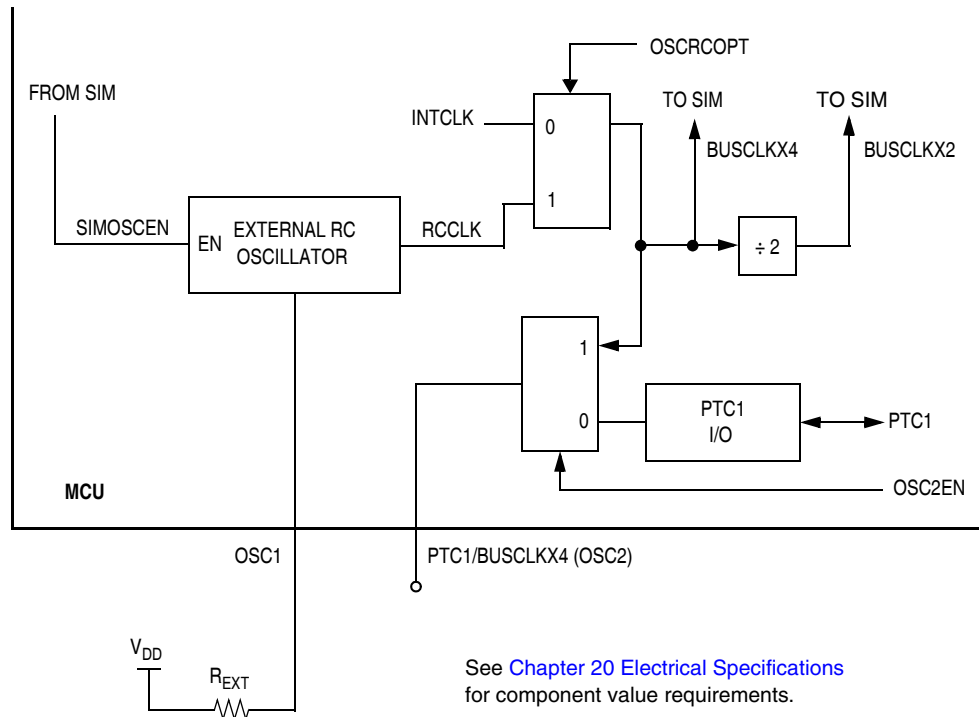 OSCRCOPT
FROM SIM
TO SIM
TO SIM
INTCLK
0
BUSCLKX4
BUSCLKX2
1
SIMOSCEN
EN
EXTERNAL RC
OSCILLATOR
RCCLK
÷ 2
1
0
PTC1
I/O
PTC1
MCU
OSC2EN
OSC1
PTC1/BUSCLKX4 (OSC2)
VDD
REXT
See Chapter 20 Electrical Specifications
for component value requirements.